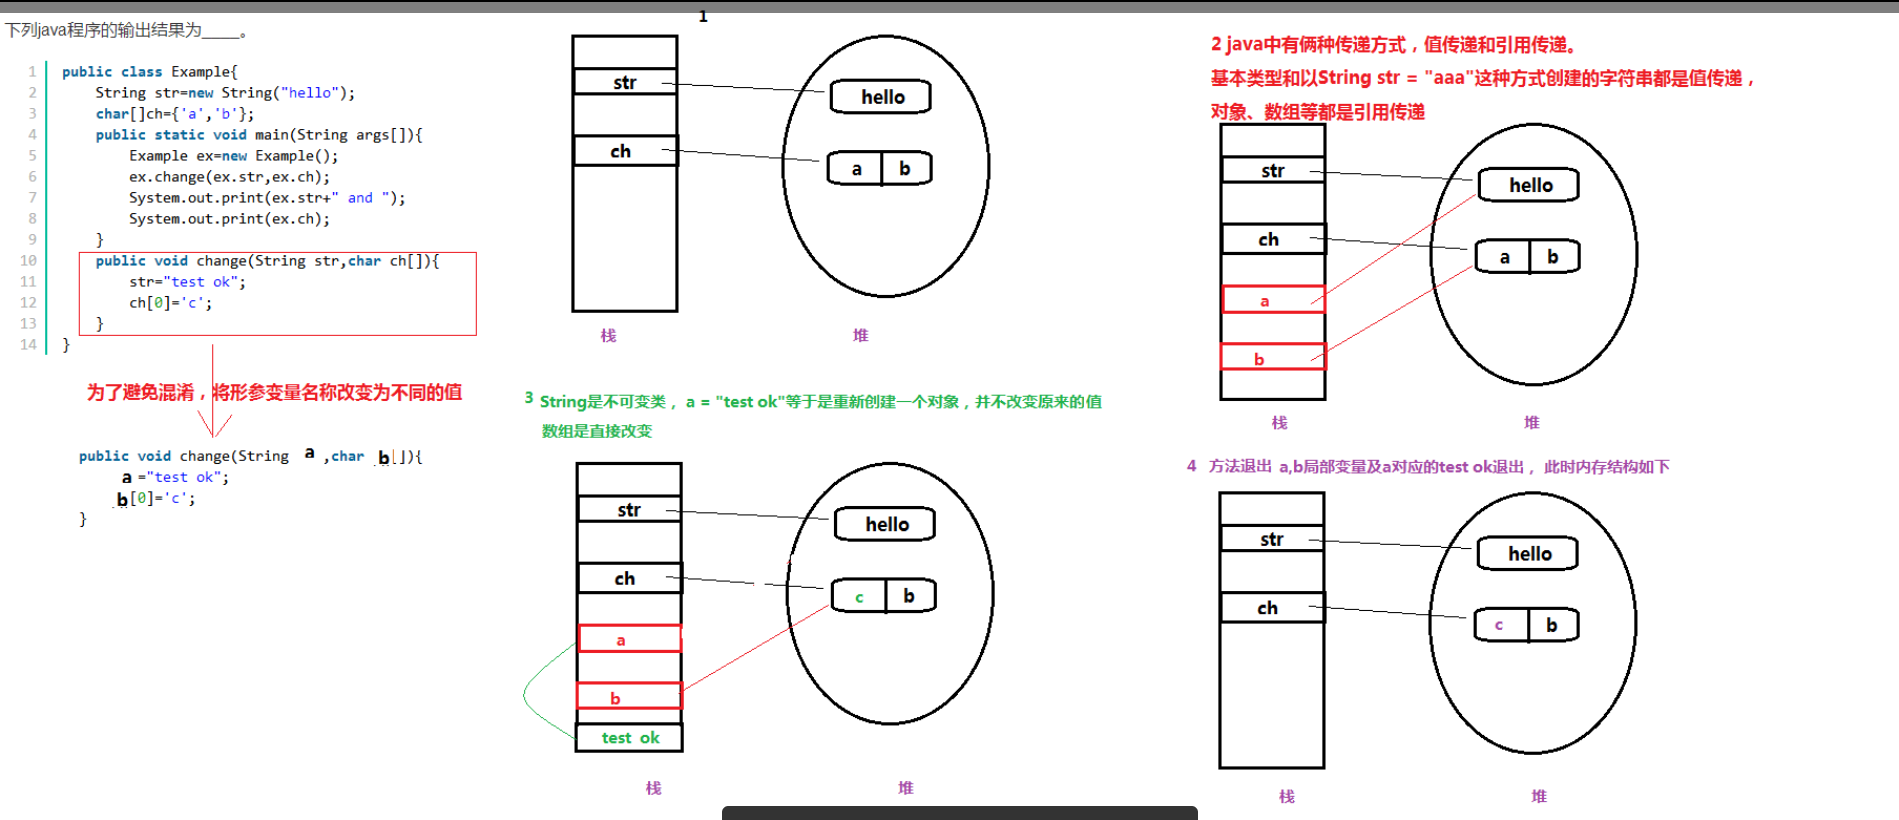 下列java程序的输出结果为____。
1 public class Example{
2 String str=new String("hello");
3 char[]ch={'a','b'};
4 public static void main(String args[]){
5 Example ex=new Example();
6 ex.change(ex.str,ex.ch);
7 System.out.print(ex.str+" and ");
8 System.out.print(ex.ch);
9 }
10 public void change(String str,char ch[]){
11 str="test ok";
12 ch[0]='c';
13 }
14 }
为了避免混淆，将形参变量名称改变为不同的值
public void change(String a ,char b[]){
a ="test ok";
b[0]='c';
}
1
str
hello
ch
a b
栈 堆
2 java中有俩种传递方式，值传递和引用传递。
基本类型和以String str = "aaa"这种方式创建的字符串都是值传递，
对象、数组等都是引用传递
str
hello
ch
a b
a
b
栈 堆
3 String是不可变类， a = "test ok"等于是重新创建一个对象，并不改变原来的值
数组是直接改变
str
hello
ch
c b
a
b
test ok
栈 堆
4 方法退出 a,b局部变量及a对应的test ok退出， 此时内存结构如下
str
hello
ch
c b
栈 堆